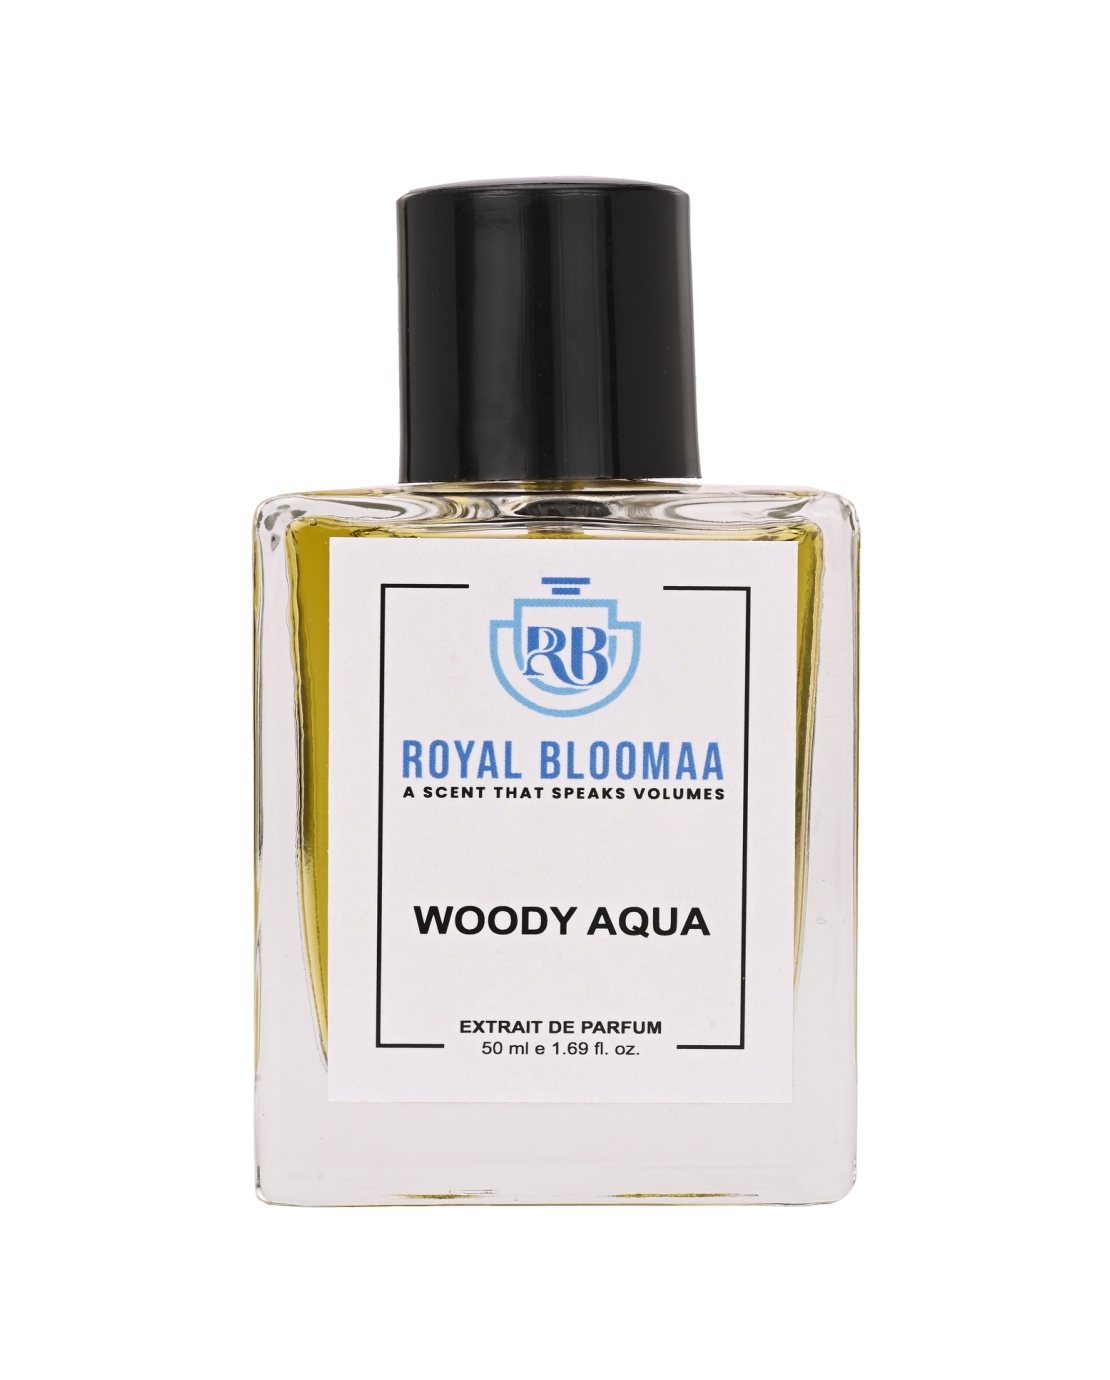 RB
ROYAL BLOOMAA
A SCENT THAT SPEAKS VOLUMES
WOODY AQUA
EXTRAIT DE PARFUM
50 ml e 1.69 fl. oz.